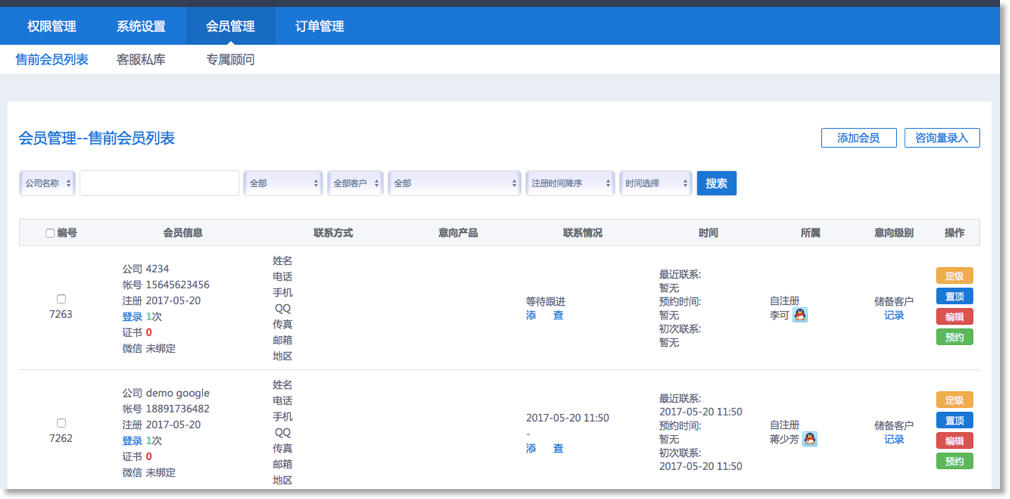 权限管理 系统设置 会员管理 订单管理
售前会员列表 客服私库 专属顾问
会员管理--售前会员列表 添加会员 咨询量录入
公司名称 全部 全部客户 全部 注册时间降序 时间选择 搜索
编号 会员信息 联系方式 意向产品 联系情况 时间 所属 意向级别 操作
7263
公司 4234
帐号 15645623456
注册 2017-05-20
登录 1次
证书 0
微信 未绑定
姓名
电话
手机
QQ
传真
邮箱
地区
等待跟进
添 查
最近联系:
暂无
预约时间:
暂无
初次联系:
暂无
自注册
李可
储备客户
记录
定级
置顶
编辑
预约
7262
公司 demo google
帐号 18891736482
注册 2017-05-20
登录 1次
证书 0
微信 未绑定
姓名
电话
手机
QQ
传真
邮箱
地区
2017-05-20 11:50
-
添 查
最近联系:
2017-05-20 11:50
预约时间:
暂无
初次联系:
2017-05-20 11:50
自注册
蒋少芳
储备客户
记录
定级
置顶
编辑
预约